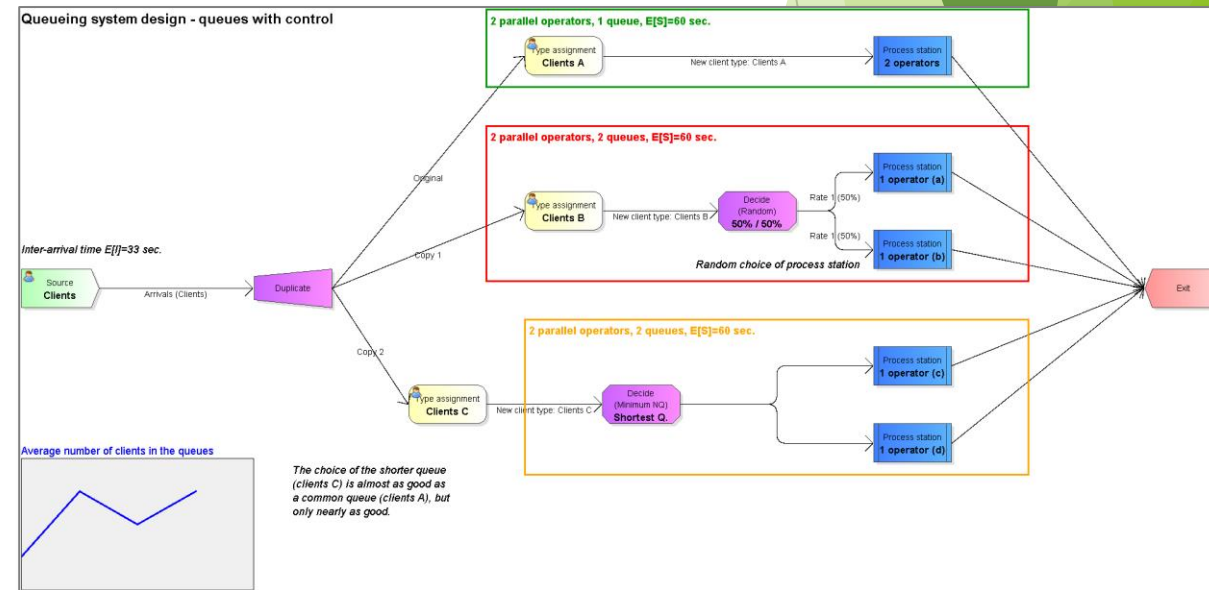 Queueing system design - queues with control
2 parallel operators, 1 queue, E[S]=60 sec.
Type assignment
Clients A
New client type: Clients A
Process station
2 operators
2 parallel operators, 2 queues, E[S]=60 sec.
Original
Type assignment
Clients B
New client type: Clients B
Decide
(Random)
50% / 50%
Rate 1 (50%)
Rate 1 (50%)
Process station
1 operator (a)
Process station
1 operator (b)
Random choice of process station
Inter-arrival time E[I]=33 sec.
Source
Clients
Arrivals (Clients)
Duplicate
Copy 1
Exit
2 parallel operators, 2 queues, E[S]=60 sec.
Copy 2
Type assignment
Clients C
New client type: Clients C
Decide
(Minimum NQ)
Shortest Q.
Process station
1 operator (c)
Process station
1 operator (d)
Average number of clients in the queues
The choice of the shorter queue
(clients C) is almost as good as
a common queue (clients A), but
only nearly as good.